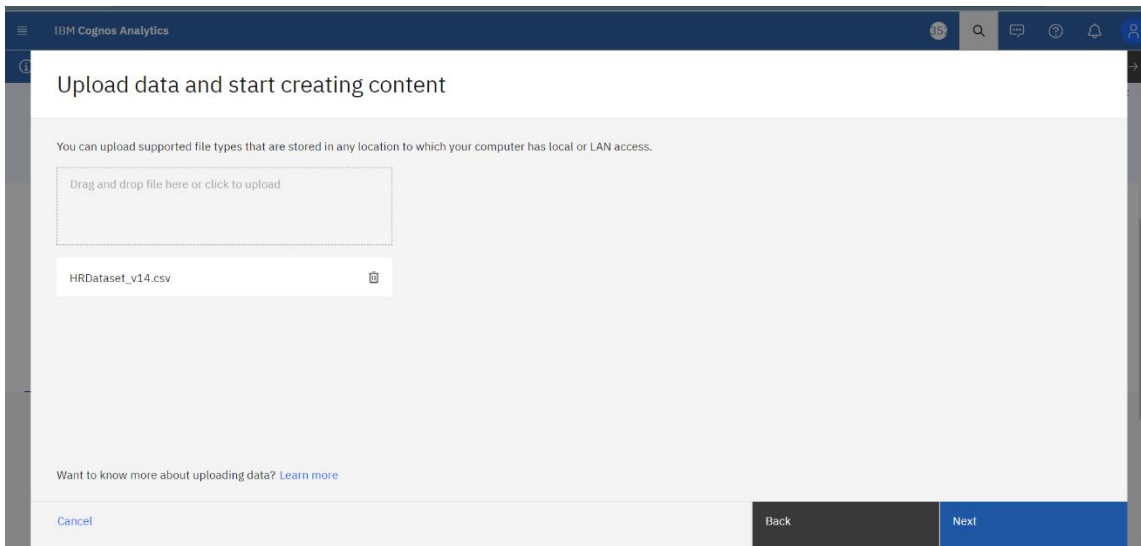 IBM Cognos Analytics
35
Upload data and start creating content
You can upload supported file types that are stored in any location to which your computer has local or LAN access.
Drag and drop file here or click to upload
HRDataset_v14.csv
Want to know more about uploading data? Learn more
Cancel
Back
Next